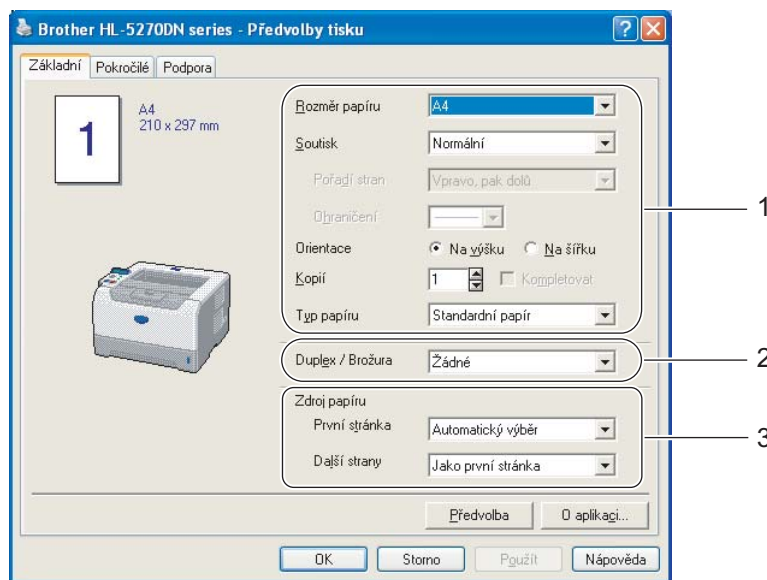 Brother HL-5270DN series - Předvolby tisku
Základní Pokročilé Podpora
1
A4
210 x 297 mm
Rozměr papíru A4
Soutisk Normální
Pořadí stran Vpravo, pak dolů
Ohraničení
Orientace Na výšku Na šířku
Kopií 1 Kompletovat
Typ papíru Standardní papír
1
Duplex / Brožura Žádné
2
Zdroj papíru
První stránka Automatický výběr
Další strany Jako první stránka
3
Předvolba O aplikaci...
OK Storno Použít Nápověda